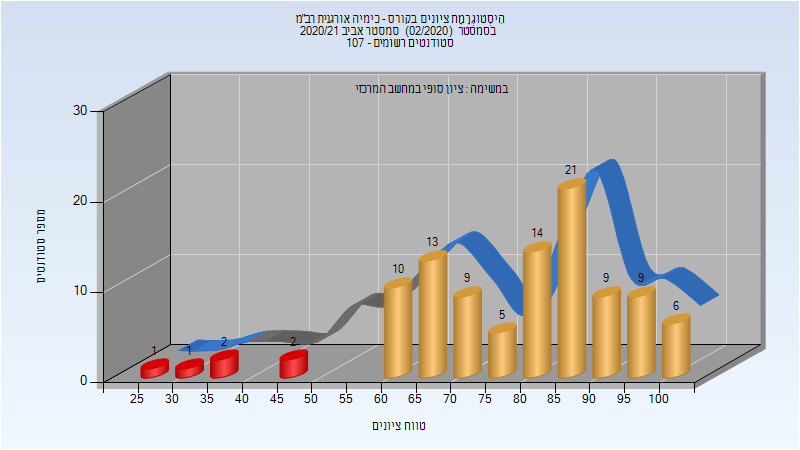 היסטוגרמת ציונים בקורס - כימיה אורגנית רב"מ
בסמסטר (02/2020) סמסטר אביב 2020/21
סטודנטים רשומים - 107
במשימה : ציון סופי במחשב המרכזי
מספר סטודנטים
30
20
10
0
1
1
2
2
10
13
9
5
14
21
9
9
6
25 30 35 40 45 50 55 60 65 70 75 80 85 90 95 100
טווח ציונים